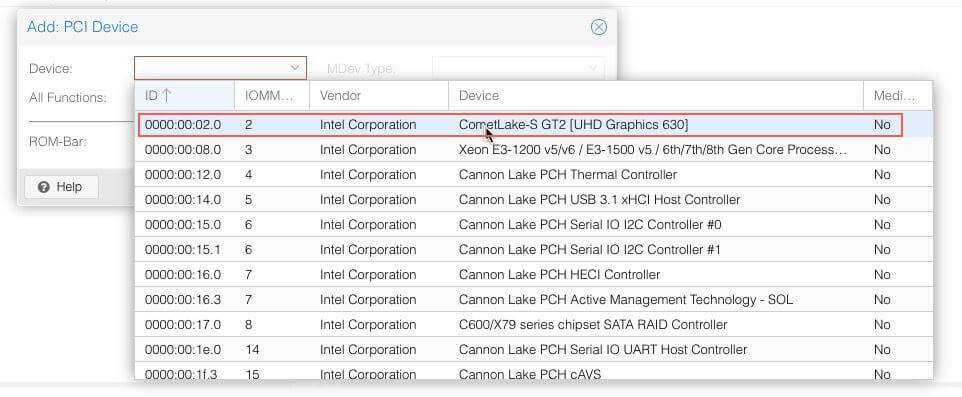 Add: PCI Device
Device: MDev Type:
All Functions:
ROM-Bar:
Help
ID IOMM... Vendor Device Medi...
0000:00:02.0 2 Intel Corporation CometLake-S GT2 [UHD Graphics 630] No
0000:00:08.0 3 Intel Corporation Xeon E3-1200 v5/v6 / E3-1500 v5 / 6th/7th/8th Gen Core Process... No
0000:00:12.0 4 Intel Corporation Cannon Lake PCH Thermal Controller No
0000:00:14.0 5 Intel Corporation Cannon Lake PCH USB 3.1 xHCI Host Controller No
0000:00:15.0 6 Intel Corporation Cannon Lake PCH Serial IO I2C Controller #0 No
0000:00:15.1 6 Intel Corporation Cannon Lake PCH Serial IO I2C Controller #1 No
0000:00:16.0 7 Intel Corporation Cannon Lake PCH HECI Controller No
0000:00:16.3 7 Intel Corporation Cannon Lake PCH Active Management Technology - SOL No
0000:00:17.0 8 Intel Corporation C600/X79 series chipset SATA RAID Controller No
0000:00:1e.0 14 Intel Corporation Cannon Lake PCH Serial IO UART Host Controller No
0000:00:1f.3 15 Intel Corporation Cannon Lake PCH cAVS No